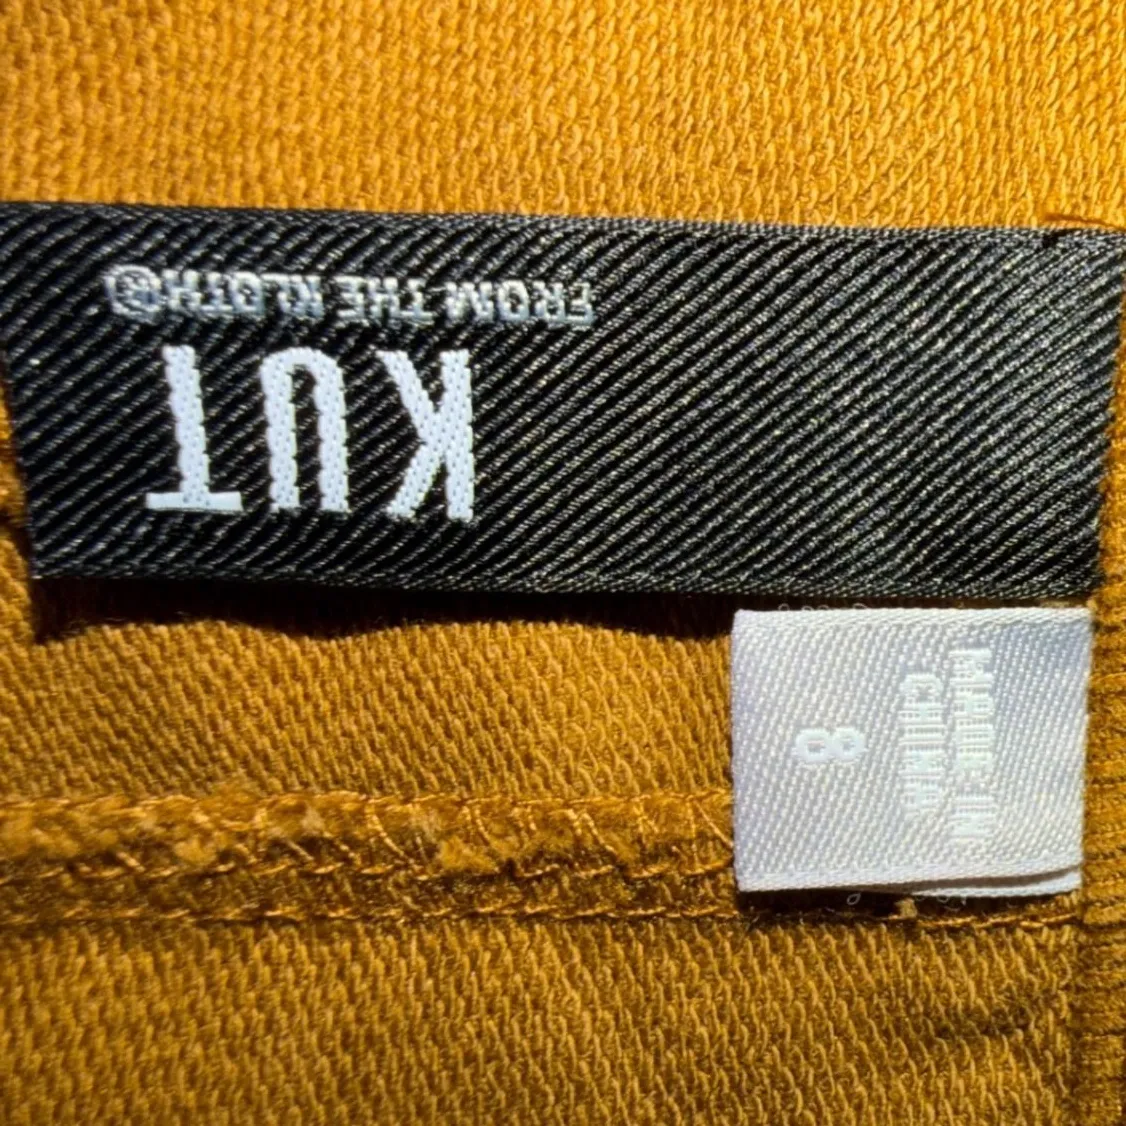 KUT
FROM THE KLOTH®
8
MADE IN
CHINA